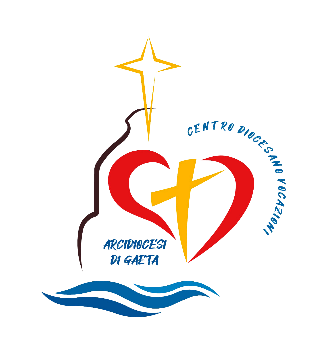 CENTRO DIOCESANO VOCAZIONI
ARCIDIOCESI
DI GAETA